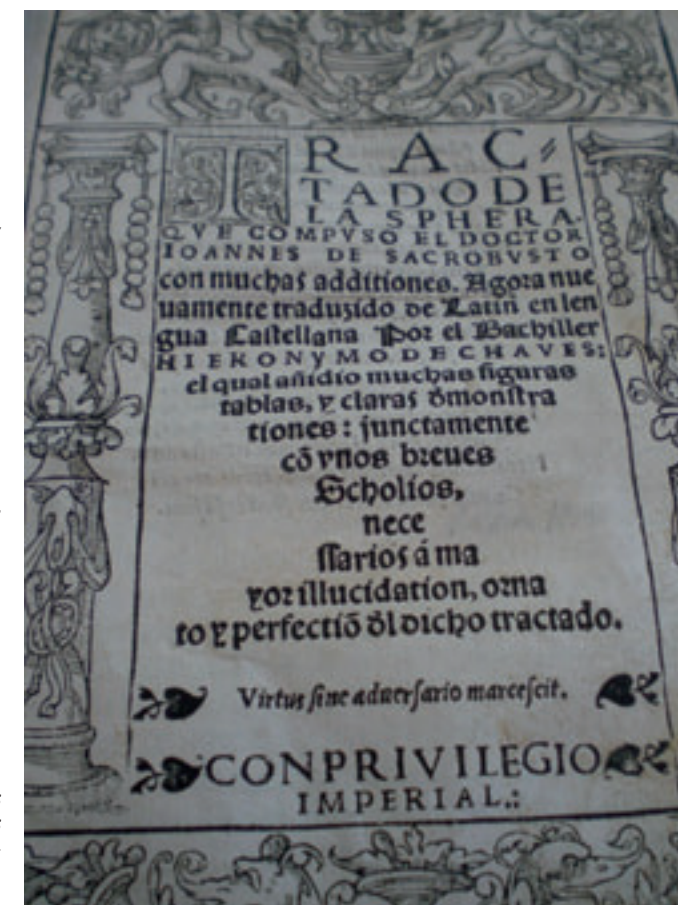 TRAC⸗
TADO DE
LA SPHERA.
QVE COMPVSO EL DOCTOR
IOANNES DE SACROBVSTO
con muchas additiones. Agora nue
uamente traduzido de Latin en len
gua Castellana Por el Bachiller
HIERONYMO DE CHAVES:
el qual añidio muchas figuras
tablas, y claras dmonstra
tiones: junctamente
cõ vnos breues
Scholios,
nece
ssarios á ma
yor illucidation, orna
to y perfectiõ dl dicho tractado.
Virtus sine aduersario marcescit.
CON PRIVILEGIO
IMPERIAL.: